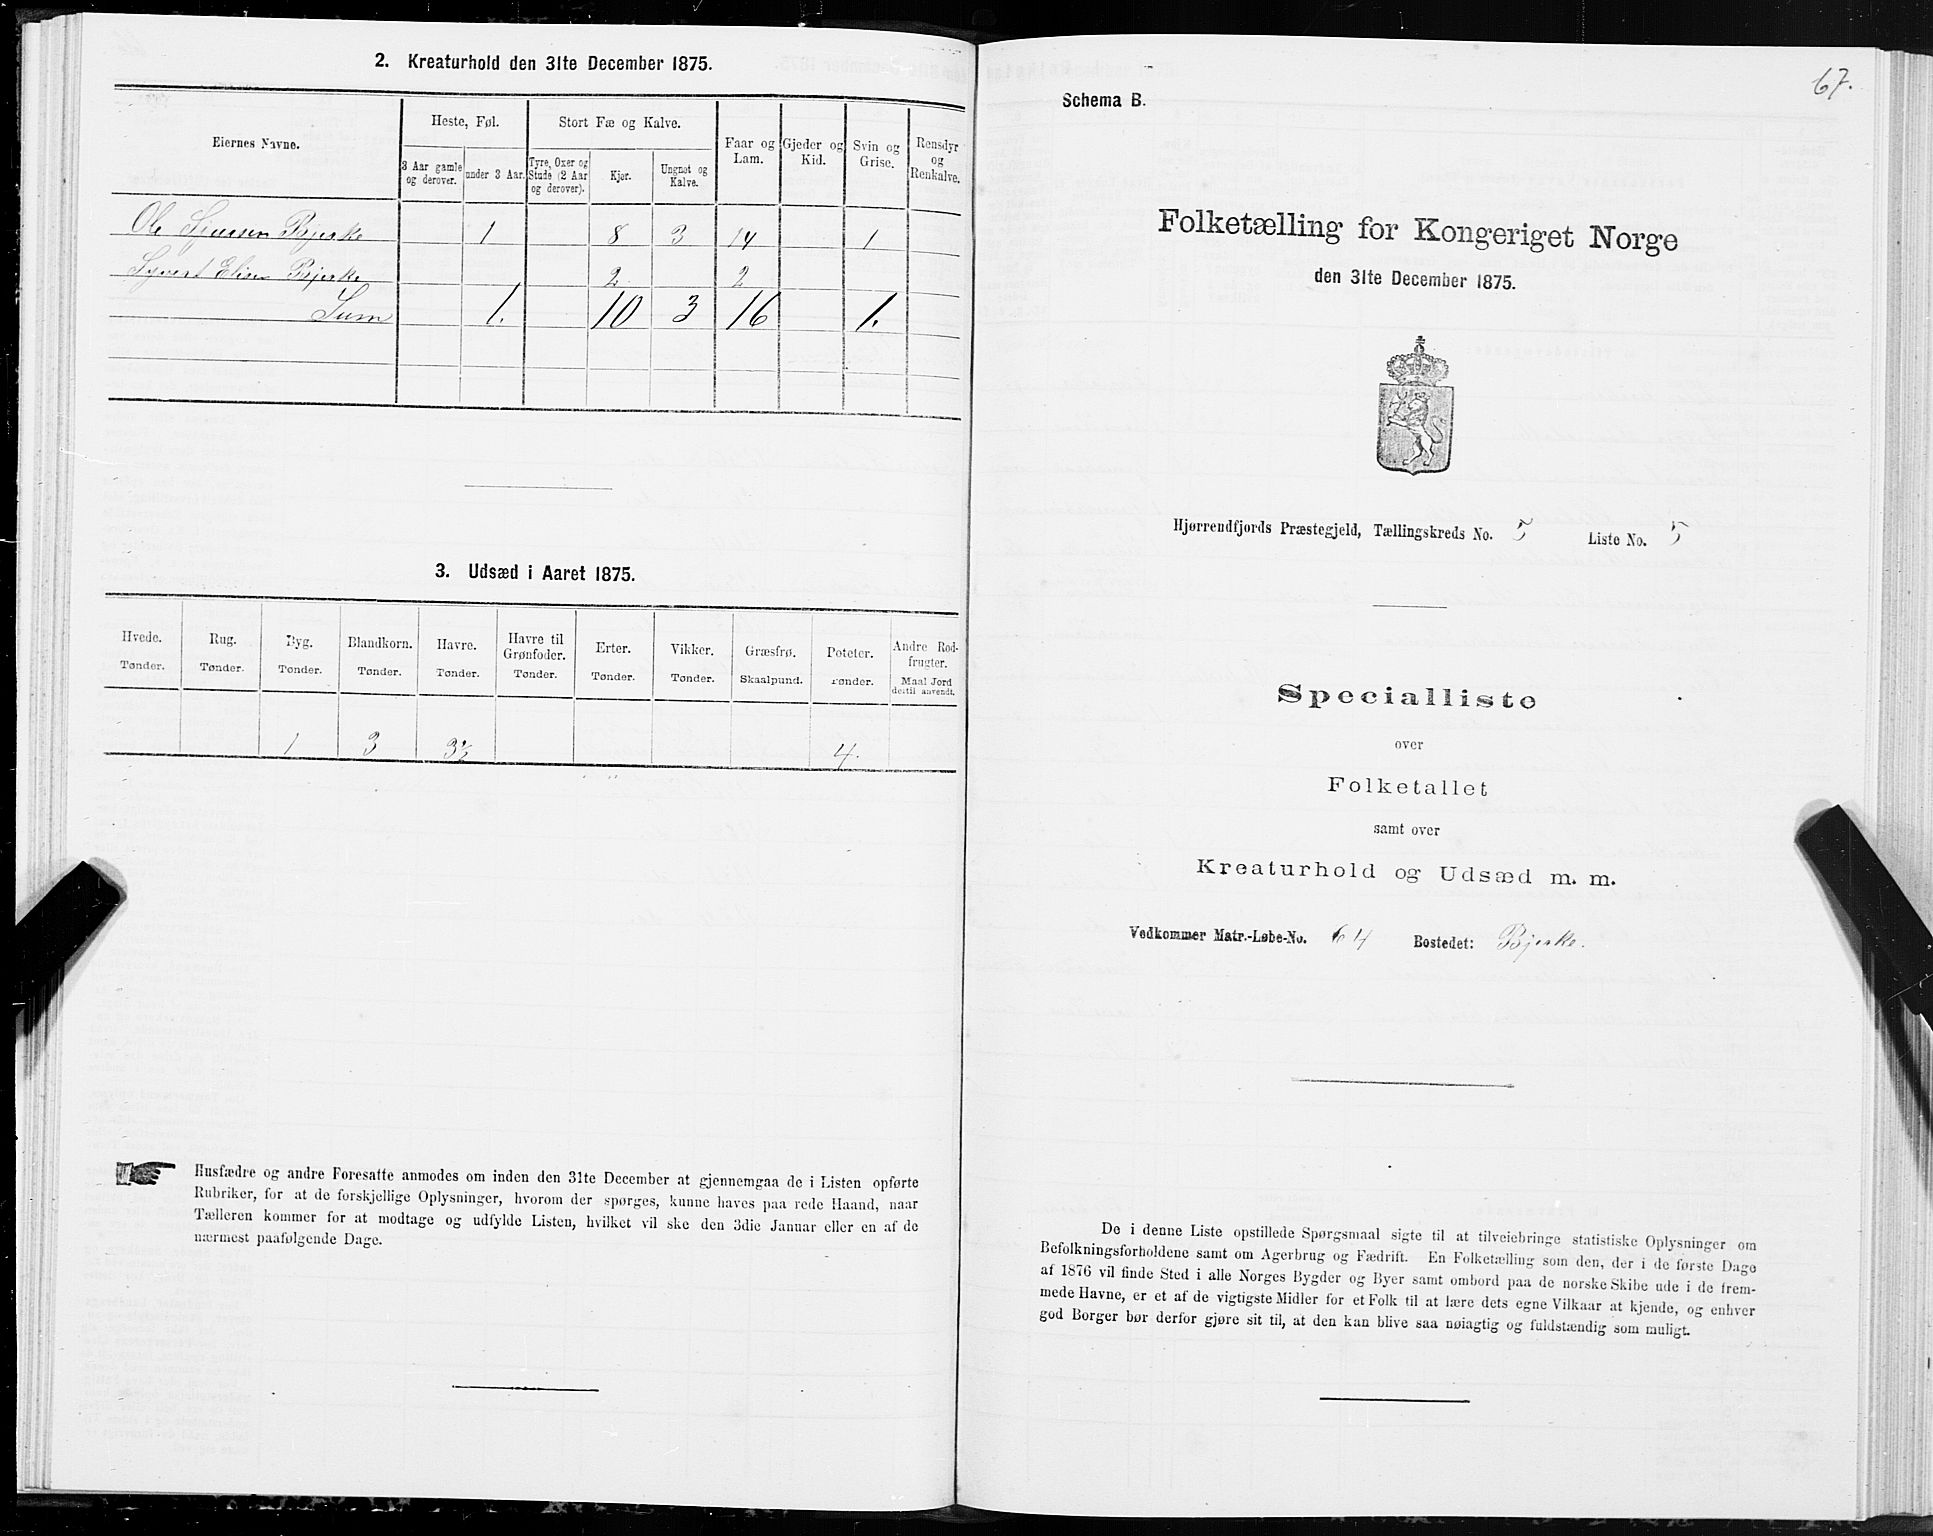 2. Kreaturhold den 31te December 1875.
Eiernes Navne.
Heste, Føl.
Stort Fæ og Kalve.
Faar og Lam.
Gjeder og Kid.
Svin og Grise.
Rensdyr og Renkalve.
3 Aar gamle og derover.
under 3 Aar.
Tyre, Oxer og Stude (2 Aar og derover).
Kjør.
Ungnøt og Kalve.
Ole Sjursen Bjerke 1 8 3 14 1
Syvert Elisen Bjerke 2 2
Sum 1. 10 3 16 1.
3. Udsæd i Aaret 1875.
Hvede. Rug. Byg. Blandkorn. Havre. Havre til Grønfoder. Erter. Vikker. Græsfrø. Poteter. Andre Rodfrugter.
Tønder. Tønder. Tønder. Tønder. Tønder. Tønder. Tønder. Tønder. Skaalpund. Tønder. Maal Jord dertil anvendt.
1 3 3½ 4.
Husfædre og andre Foresatte anmodes om inden den 31te December at gjennemgaa de i Listen opførte
Rubriker, for at de forskjellige Oplysninger, hvorom der spørges, kunne haves paa rede Haand, naar
Tælleren kommer for at modtage og udfylde Listen, hvilket vil ske den 3die Januar eller en af de
nærmest paafølgende Dage.
67.
Schema B.
Folketælling for Kongeriget Norge
den 31te December 1875.
Hjørrendfjords Præstegjeld, Tællingskreds No. 5 Liste No. 5
Specialliste
over
Folketallet
samt over
Kreaturhold og Udsæd m. m.
Vedkommer Matr.-Løbe-No. 64 Bostedet: Bjerke.
De i denne Liste opstillede Spørgsmaal sigte til at tilveiebringe statistiske Oplysninger om
Befolkningsforholdene samt om Agerbrug og Fædrift. En Folketælling som den, der i de første Dage
af 1876 vil finde Sted i alle Norges Bygder og Byer samt ombord paa de norske Skibe ude i de frem-
mede Havne, er et af de vigtigste Midler for et Folk til at lære dets egne Vilkaar at kjende, og enhver
god Borger bør derfor gjøre sit til, at den kan blive saa nøiagtig og fuldstændig som muligt.